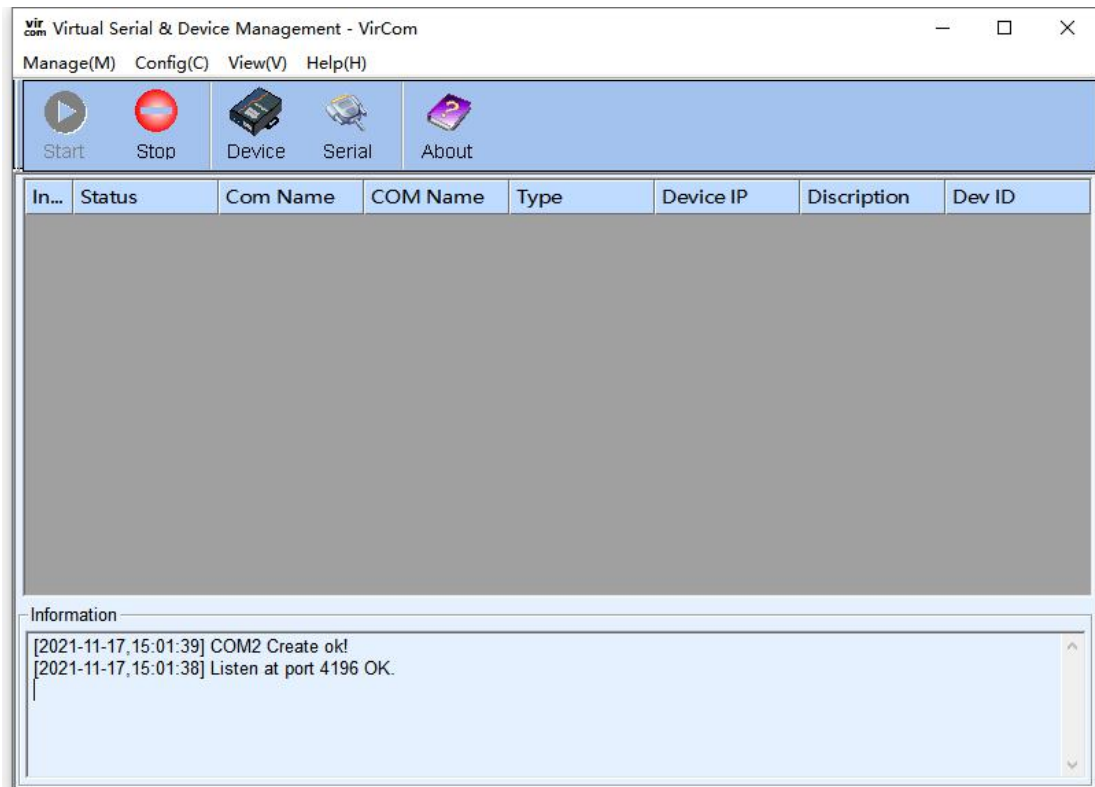 vir com Virtual Serial & Device Management - VirCom
Manage(M) Config(C) View(V) Help(H)
Start Stop Device Serial About
In... Status Com Name COM Name Type Device IP Discription Dev ID
Information
[2021-11-17,15:01:39] COM2 Create ok!
[2021-11-17,15:01:38] Listen at port 4196 OK.